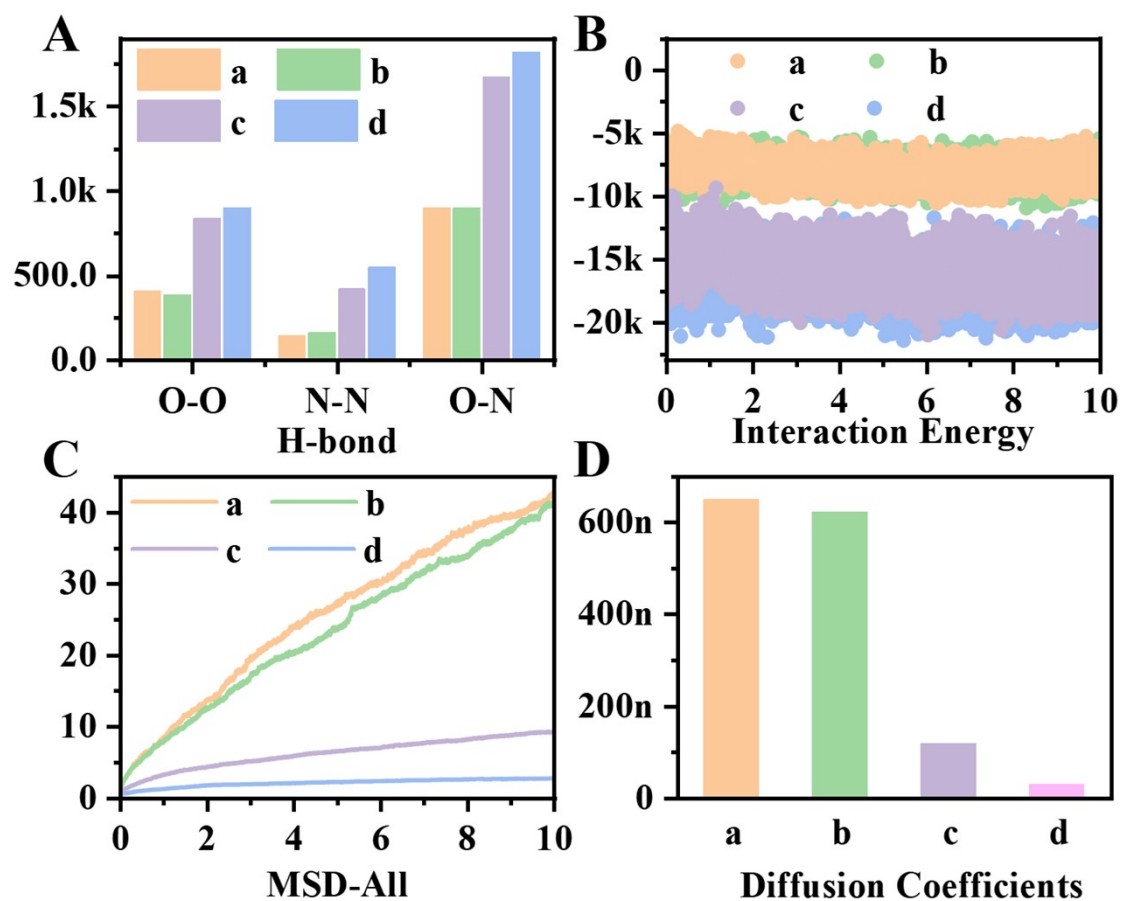 A
a b
c d
1.5k
1.0k
500.0
0.0
O-O N-N O-N
H-bond
B
a b
c d
0
-5k
-10k
-15k
-20k
0 2 4 6 8 10
Interaction Energy
C
a b
c d
40
30
20
10
0
0 2 4 6 8 10
MSD-All
D
600n
400n
200n
0
a b c d
Diffusion Coefficients